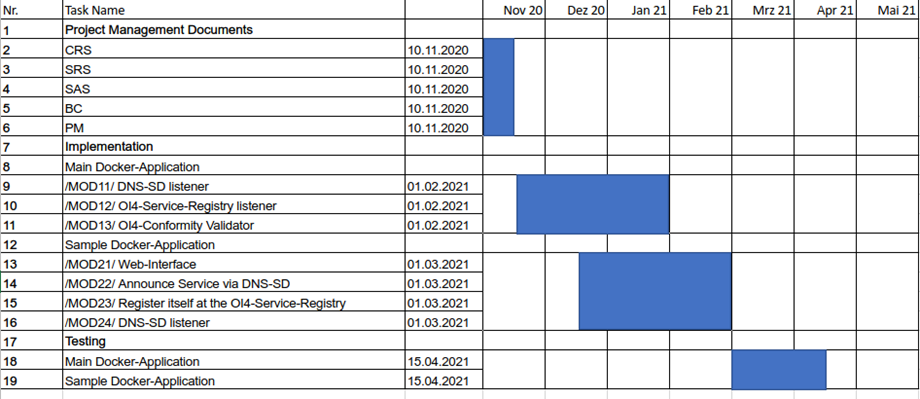 Nr. Task Name Nov 20 Dez 20 Jan 21 Feb 21 Mrz 21 Apr 21 Mai 21
1 Project Management Documents
2 CRS 10.11.2020
3 SRS 10.11.2020
4 SAS 10.11.2020
5 BC 10.11.2020
6 PM 10.11.2020
7 Implementation
8 Main Docker-Application
9 /MOD11/ DNS-SD listener 01.02.2021
10 /MOD12/ OI4-Service-Registry listener 01.02.2021
11 /MOD13/ OI4-Conformity Validator 01.02.2021
12 Sample Docker-Application
13 /MOD21/ Web-Interface 01.03.2021
14 /MOD22/ Announce Service via DNS-SD 01.03.2021
15 /MOD23/ Register itself at the OI4-Service-Registry 01.03.2021
16 /MOD24/ DNS-SD listener 01.03.2021
17 Testing
18 Main Docker-Application 15.04.2021
19 Sample Docker-Application 15.04.2021